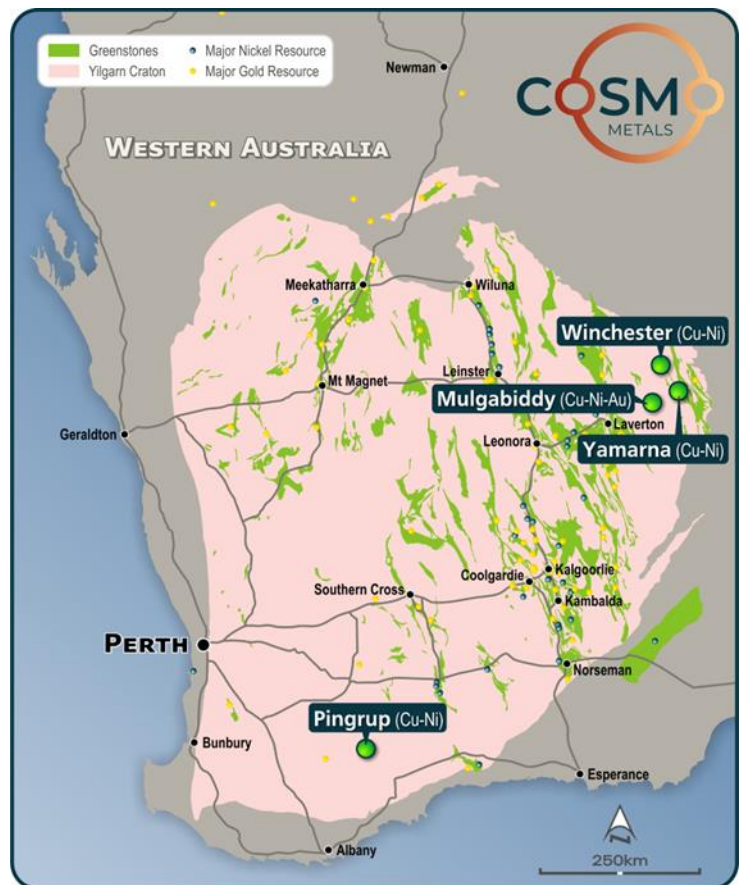 Greenstones
Major Nickel Resource
Yilgarn Craton
Major Gold Resource
Newman
COSMO
METALS
WESTERN AUSTRALIA
Meekatharra
Wiluna
Winchester (Cu-Ni)
Leinster
Mt Magnet
Mulgabiddy (Cu-Ni-Au)
Laverton
Geraldton
Leonora
Yamarna (Cu-Ni)
Kalgoorlie
Coolgardie
Southern Cross
Kambalda
PERTH
Norseman
Pingrup (Cu-Ni)
Bunbury
Esperance
Albany
250km